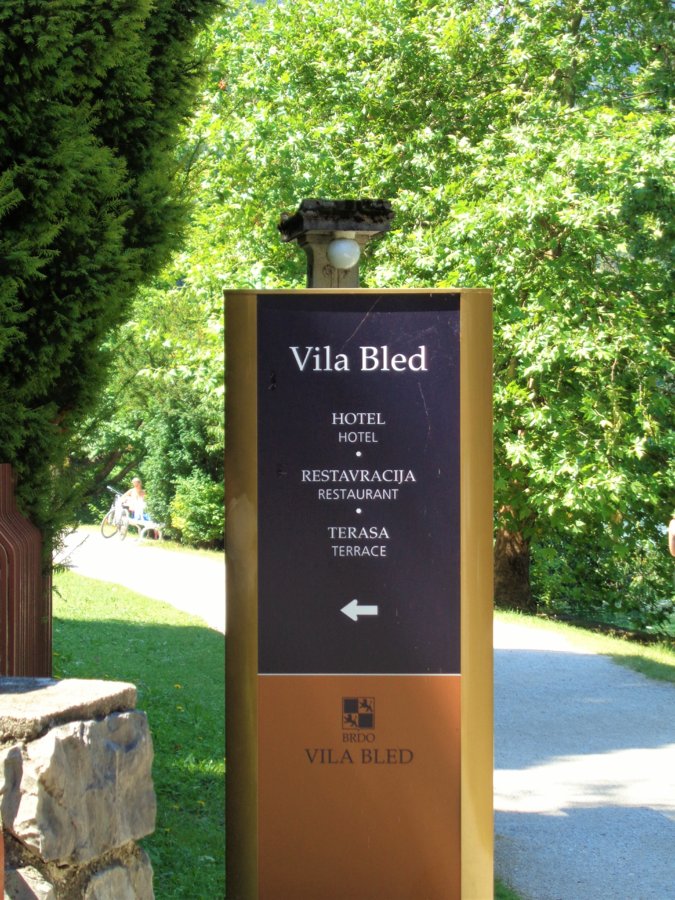 Vila Bled
HOTEL
HOTEL
RESTAVRACIJA
RESTAURANT
TERASA
TERRACE
BRDO
VILA BLED